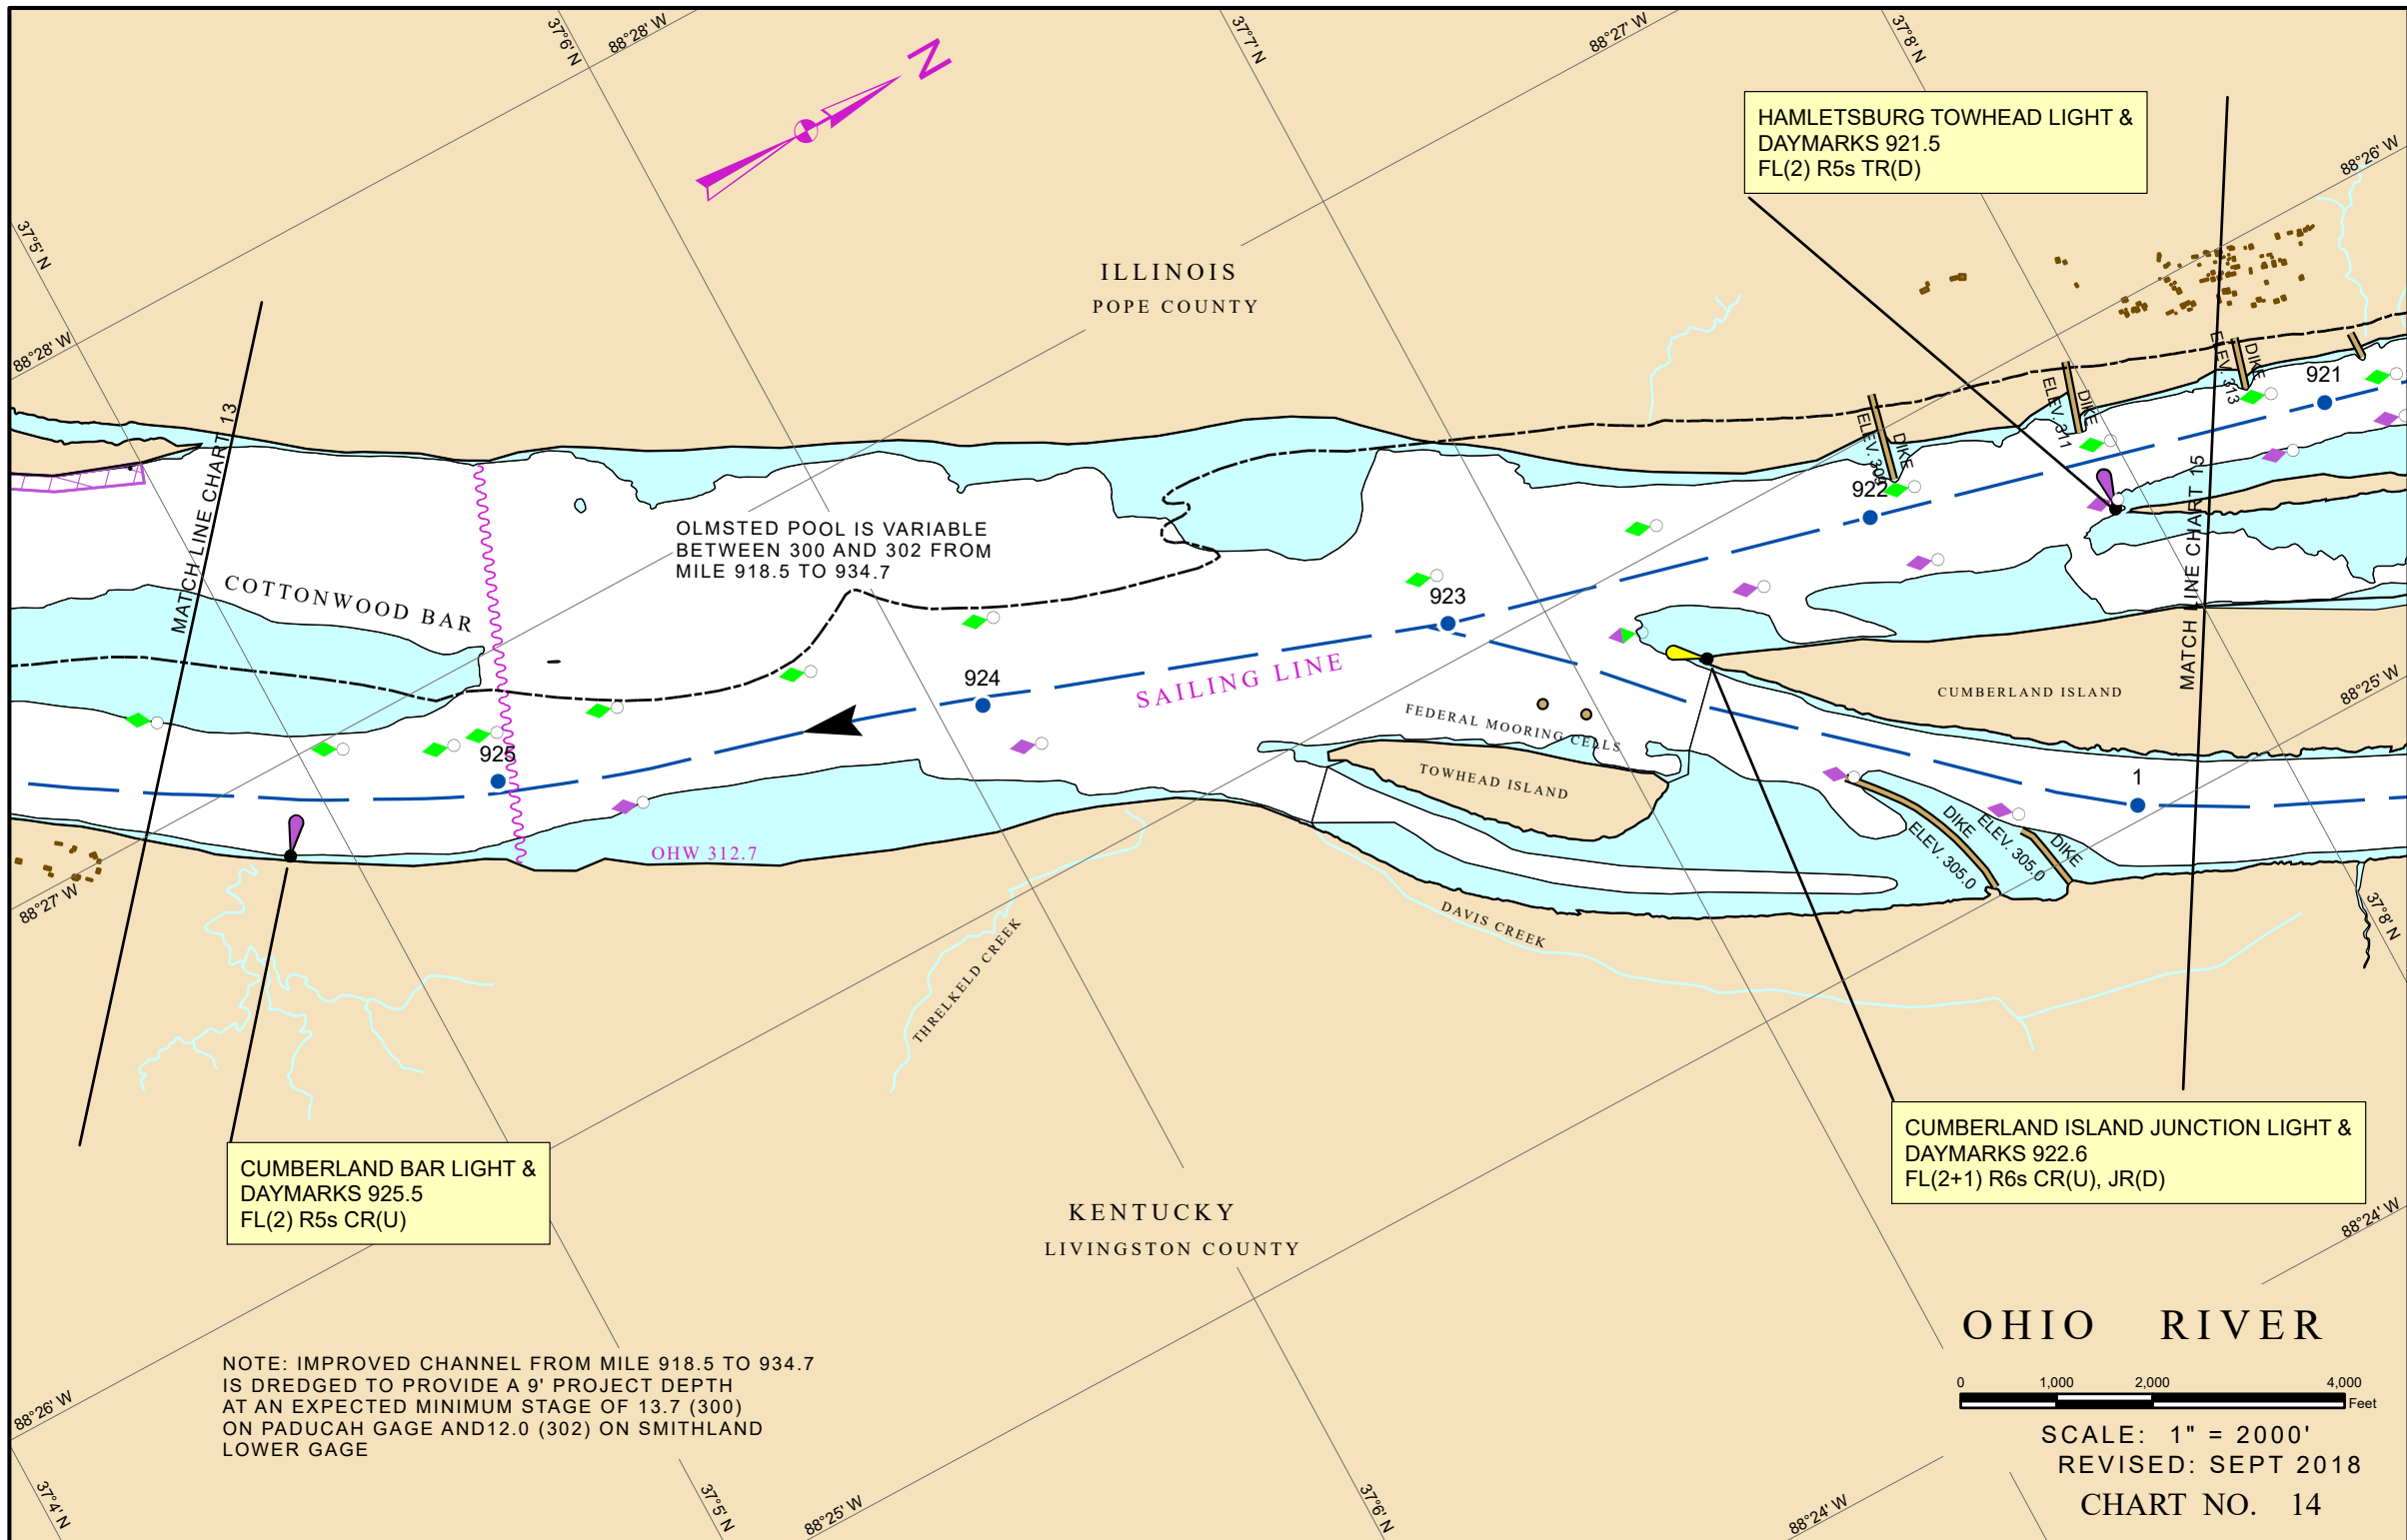 37°6' N
88°28' W
37°7' N
88°27' W
37°8' N
N
HAMLETSBURG TOWHEAD LIGHT &
DAYMARKS 921.5
FL(2) R5s TR(D)
88°26' W
37°5' N
ILLINOIS
POPE COUNTY
88°28' W
MATCH LINE CHART 13
DIKE
ELEV. 313
921
DIKE
ELEV. 311
DIKE
922
MATCH LINE CHART 15
OLMSTED POOL IS VARIABLE
BETWEEN 300 AND 302 FROM
MILE 918.5 TO 934.7
COTTONWOOD BAR
923
924
SAILING LINE
925
FEDERAL MOORING CELLS
TOWHEAD ISLAND
CUMBERLAND ISLAND
88°25' W
1
DIKE
ELEV. 305.0
DIKE
ELEV. 305.0
OHW 312.7
88°27' W
THRELKELD CREEK
DAVIS CREEK
37°8' N
CUMBERLAND BAR LIGHT &
DAYMARKS 925.5
FL(2) R5s CR(U)
CUMBERLAND ISLAND JUNCTION LIGHT &
DAYMARKS 922.6
FL(2+1) R6s CR(U), JR(D)
KENTUCKY
LIVINGSTON COUNTY
88°24' W
NOTE: IMPROVED CHANNEL FROM MILE 918.5 TO 934.7
IS DREDGED TO PROVIDE A 9' PROJECT DEPTH
AT AN EXPECTED MINIMUM STAGE OF 13.7 (300)
ON PADUCAH GAGE AND12.0 (302) ON SMITHLAND
LOWER GAGE
88°26' W
37°4' N
37°5' N
88°25' W
37°6' N
88°24' W
OHIO RIVER
0 1,000 2,000 4,000
Feet
SCALE: 1" = 2000'
REVISED: SEPT 2018
CHART NO. 14